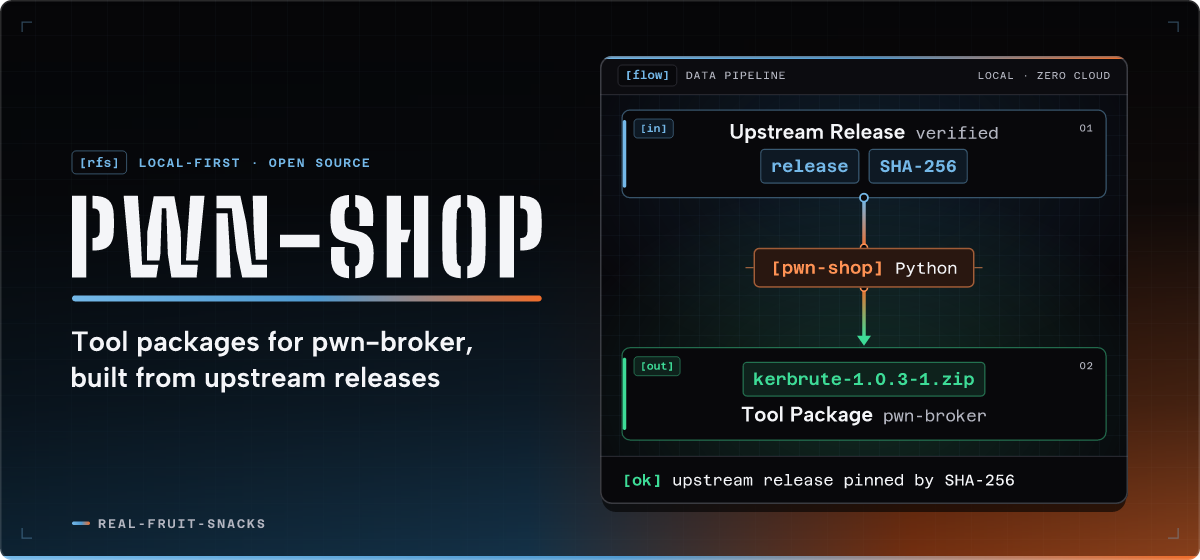 [rfs] LOCAL-FIRST · OPEN SOURCE
PWN-SHOP
Tool packages for pwn-broker,
built from upstream releases
REAL-FRUIT-SNACKS
[flow] DATA PIPELINE
LOCAL · ZERO CLOUD
[in]
Upstream Release verified
01
release SHA-256
[pwn-shop] Python
[out]
kerbrute-1.0.3-1.zip
02
Tool Package pwn-broker
[ok] upstream release pinned by SHA-256